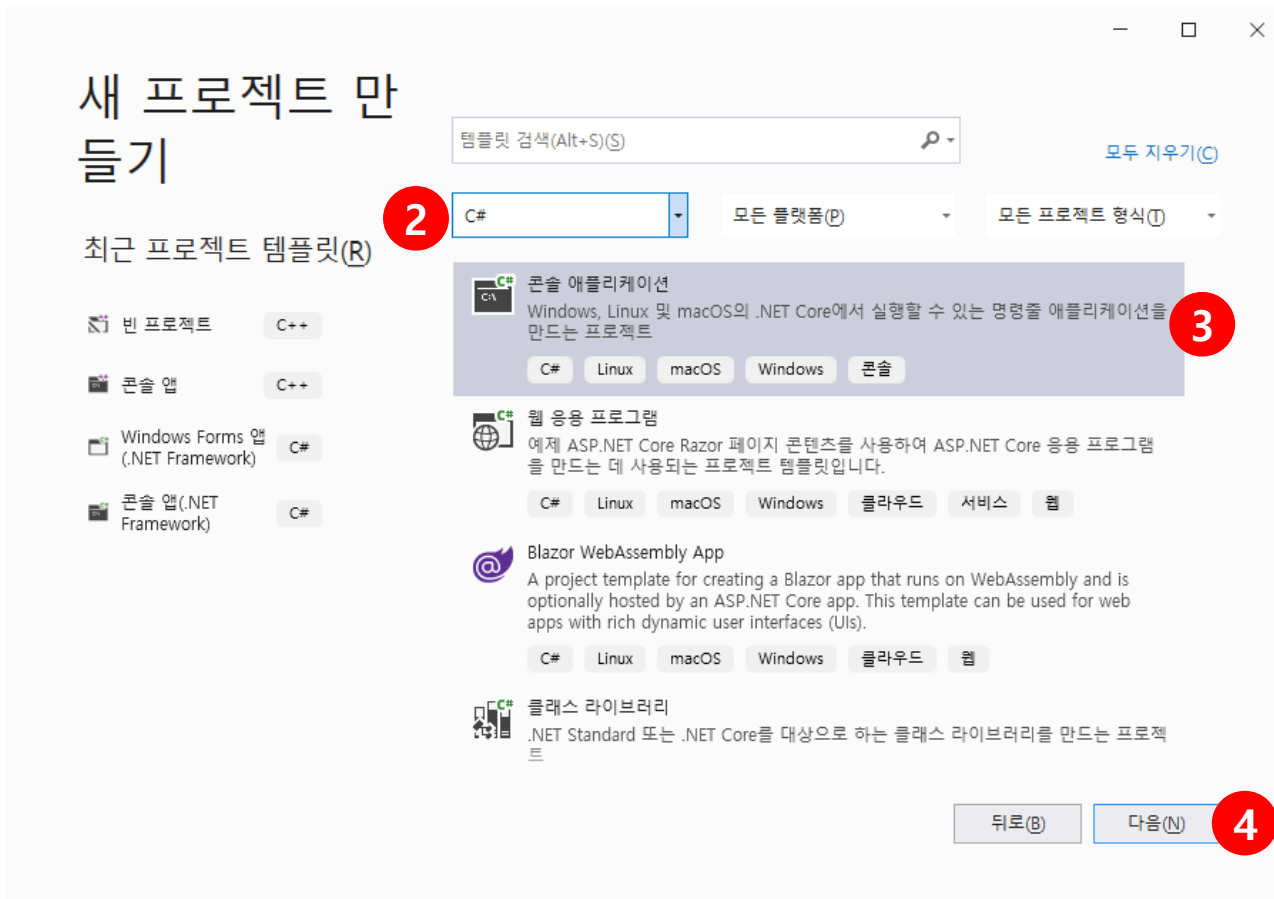 새 프로젝트 만
들기
템플릿 검색(Alt+S)(S)
모두 지우기(C)
2
C#
모든 플랫폼(P)
모든 프로젝트 형식(T)
최근 프로젝트 템플릿(R)
빈 프로젝트
C++
콘솔 앱
C++
Windows Forms 앱
(.NET Framework)
C#
콘솔 앱(.NET
Framework)
C#
C#
C:\
콘솔 애플리케이션
Windows, Linux 및 macOS의 .NET Core에서 실행할 수 있는 명령줄 애플리케이션을
만드는 프로젝트
3
C# Linux macOS Windows 콘솔
C#
웹 응용 프로그램
예제 ASP.NET Core Razor 페이지 콘텐츠를 사용하여 ASP.NET Core 응용 프로그램
을 만드는 데 사용되는 프로젝트 템플릿입니다.
C# Linux macOS Windows 클라우드 서비스 웹
@
Blazor WebAssembly App
A project template for creating a Blazor app that runs on WebAssembly and is
optionally hosted by an ASP.NET Core app. This template can be used for web
apps with rich dynamic user interfaces (UIs).
C# Linux macOS Windows 클라우드 웹
C#
클래스 라이브러리
.NET Standard 또는 .NET Core를 대상으로 하는 클래스 라이브러리를 만드는 프로젝
트
뒤로(B)
다음(N)
4